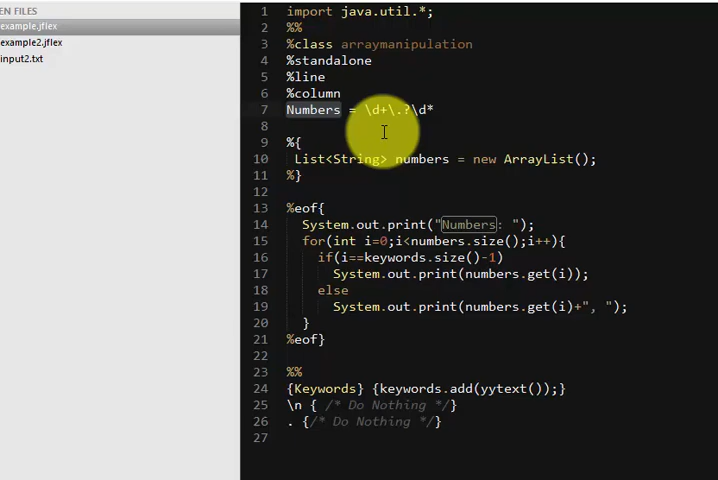 EN FILES
example.jflex
example2.jflex
input2.txt
1 import java.util.*;
2 %%
3 %class arraymanipulation
4 %standalone
5 %line
6 %column
7 Numbers = \d+\.?\d*
8
9 %{
10 List<String> numbers = new ArrayList();
11 %}
12
13 %eof{
14 System.out.print("Numbers: ");
15 for(int i=0;i<numbers.size();i++){
16 if(i==keywords.size()-1)
17 System.out.print(numbers.get(i));
18 else
19 System.out.print(numbers.get(i)+", ");
20 }
21 %eof}
22
23 %%
24 {Keywords} {keywords.add(yytext());}
25 \n { /* Do Nothing */}
26 . {/* Do Nothing */}
27